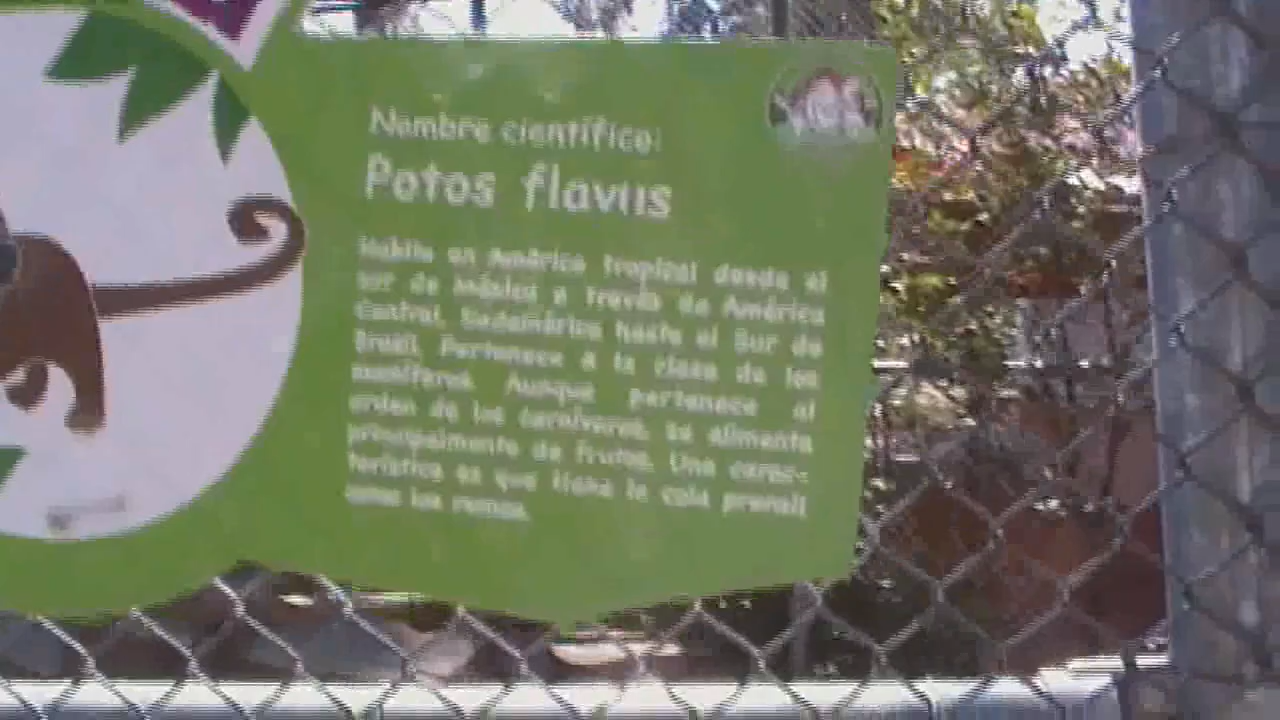 Nombre científico:
Potos flavus
Habita en América Tropical desde el
sur de México a través de América
Central, Sudamérica hasta el Sur de
Brasil. Pertenece a la clase de los
mamíferos. Aunque pertenece al
orden de los carnívoros, se alimenta
principalmente de frutas. Una carac-
terística es que tiene la cola prensil
como los monos.